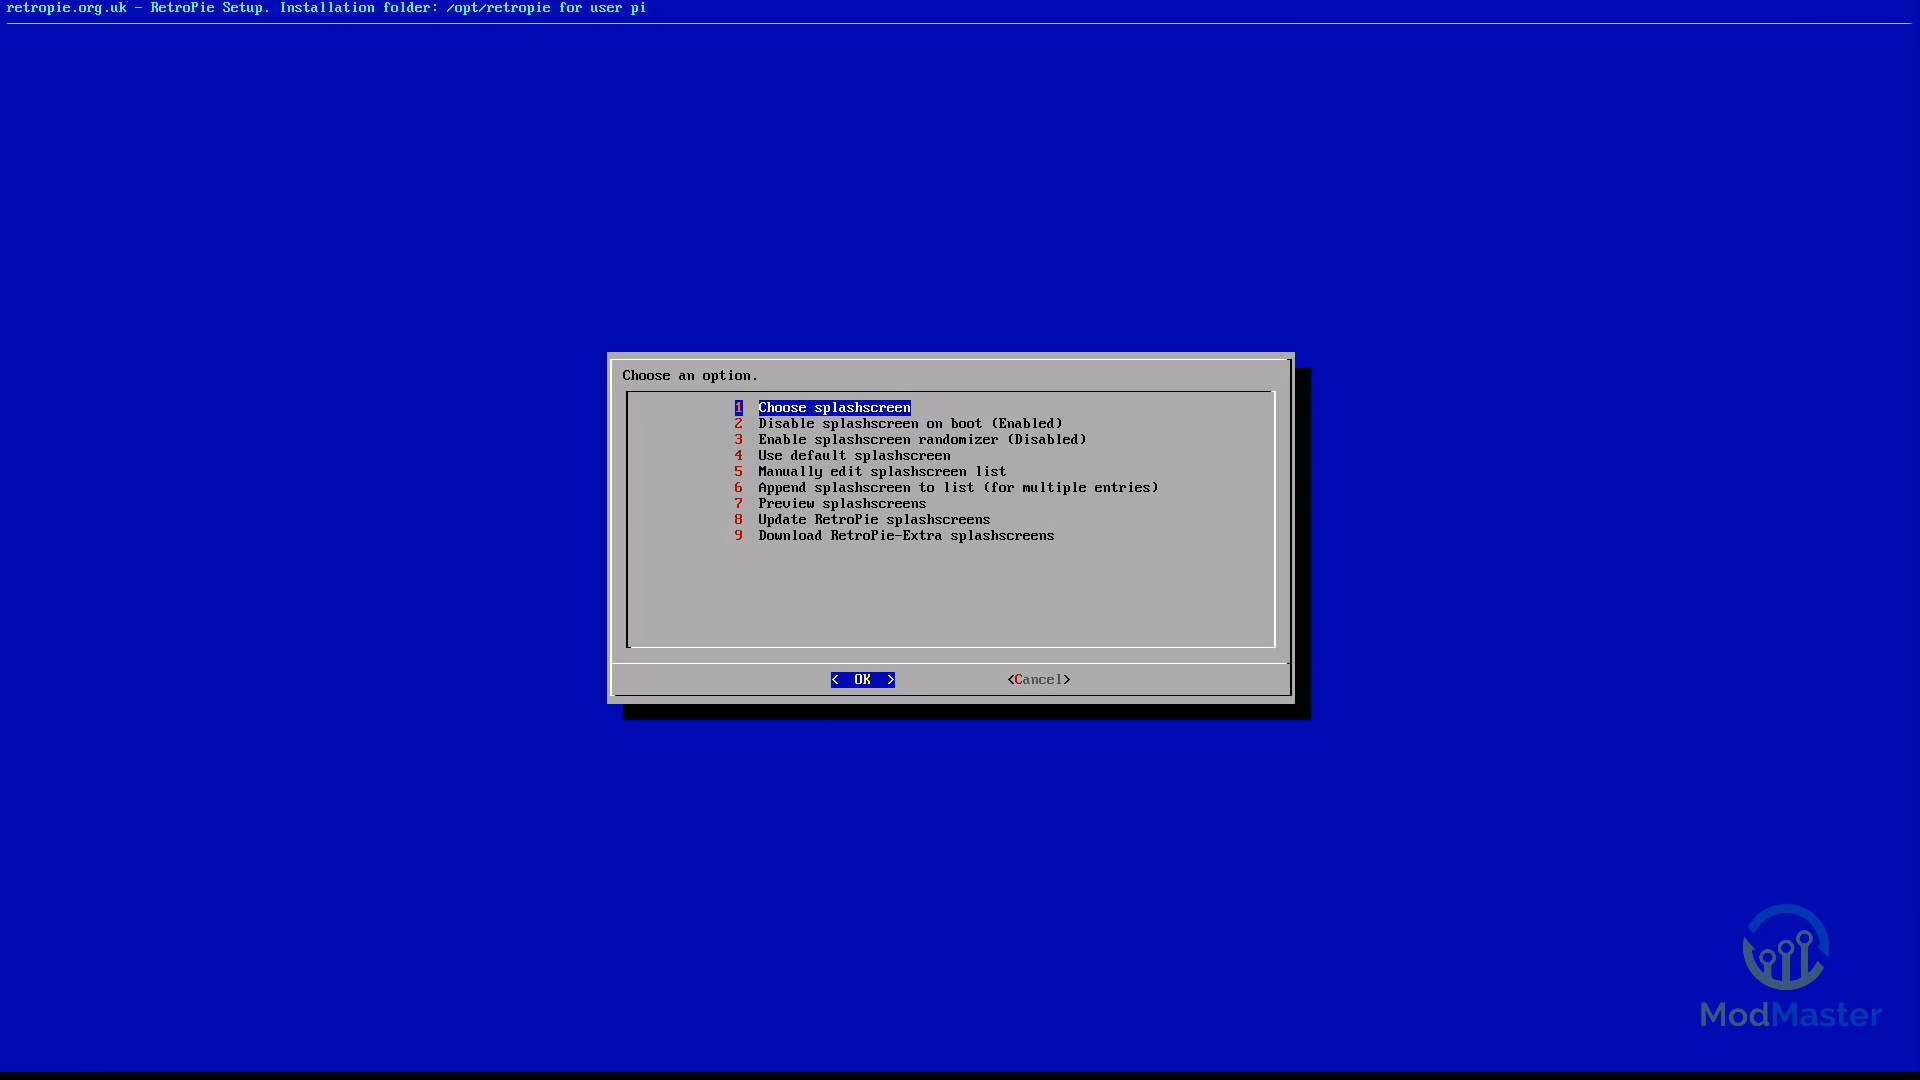 retropie.org.uk - RetroPie Setup. Installation folder: /opt/retropie for user pi
Choose an option.
1 Choose splashscreen
2 Disable splashscreen on boot (Enabled)
3 Enable splashscreen randomizer (Disabled)
4 Use default splashscreen
5 Manually edit splashscreen list
6 Append splashscreen to list (for multiple entries)
7 Preview splashscreens
8 Update RetroPie splashscreens
9 Download RetroPie-Extra splashscreens
< OK > <Cancel>
ModMaster